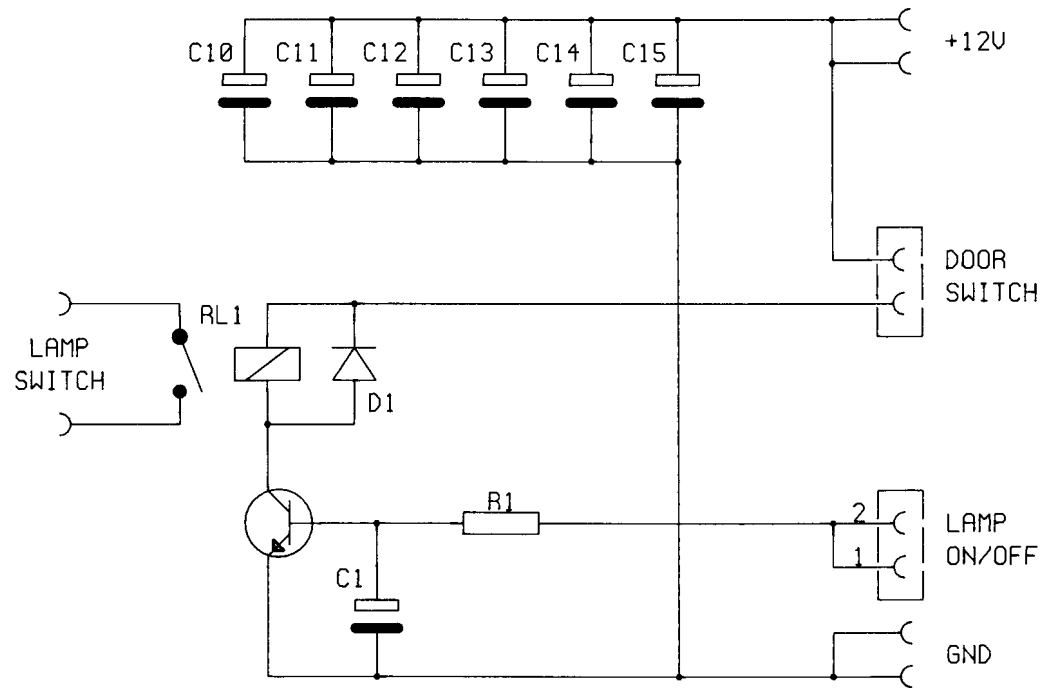 C10 C11 C12 C13 C14 C15
+12V
DOOR
SWITCH
RL1
LAMP
SWITCH
D1
R1
2
LAMP
1
ON/OFF
C1
GND